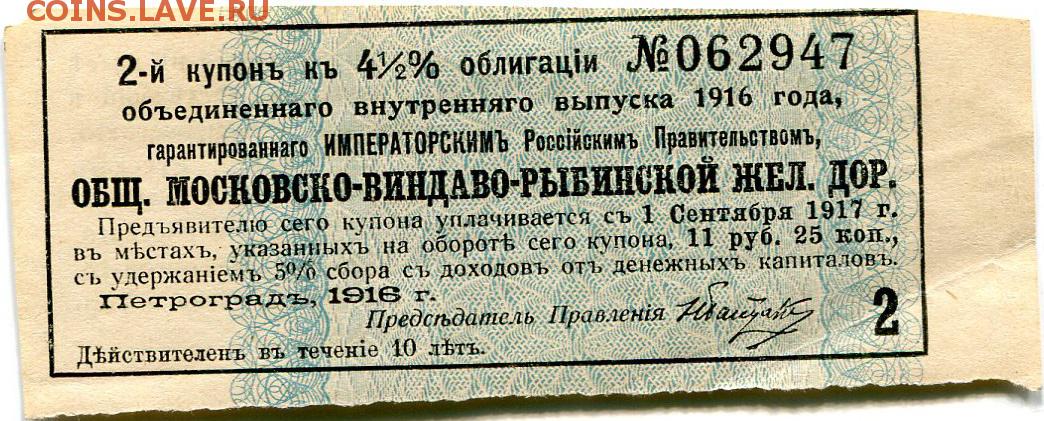 COINS.LAVE.RU
2-й купонъ къ 4½% облигаціи №062947
объединеннаго внутренняго выпуска 1916 года,
гарантированнаго ИМПЕРАТОРСКИМЪ Россійскимъ Правительствомъ,
ОБЩ. МОСКОВСКО-ВИНДАВО-РЫБИНСКОЙ ЖЕЛ. ДОР.
Предъявителю сего купона уплачивается съ 1 Сентября 1917 г.
въ мѣстахъ, указанныхъ на оборотѣ сего купона, 11 руб. 25 коп.,
съ удержаніемъ 5% сбора съ доходовъ отъ денежныхъ капиталовъ.
Петроградъ, 1916 г.
Предсѣдатель Правленія
2
Дѣйствителенъ въ теченіе 10 лѣтъ.